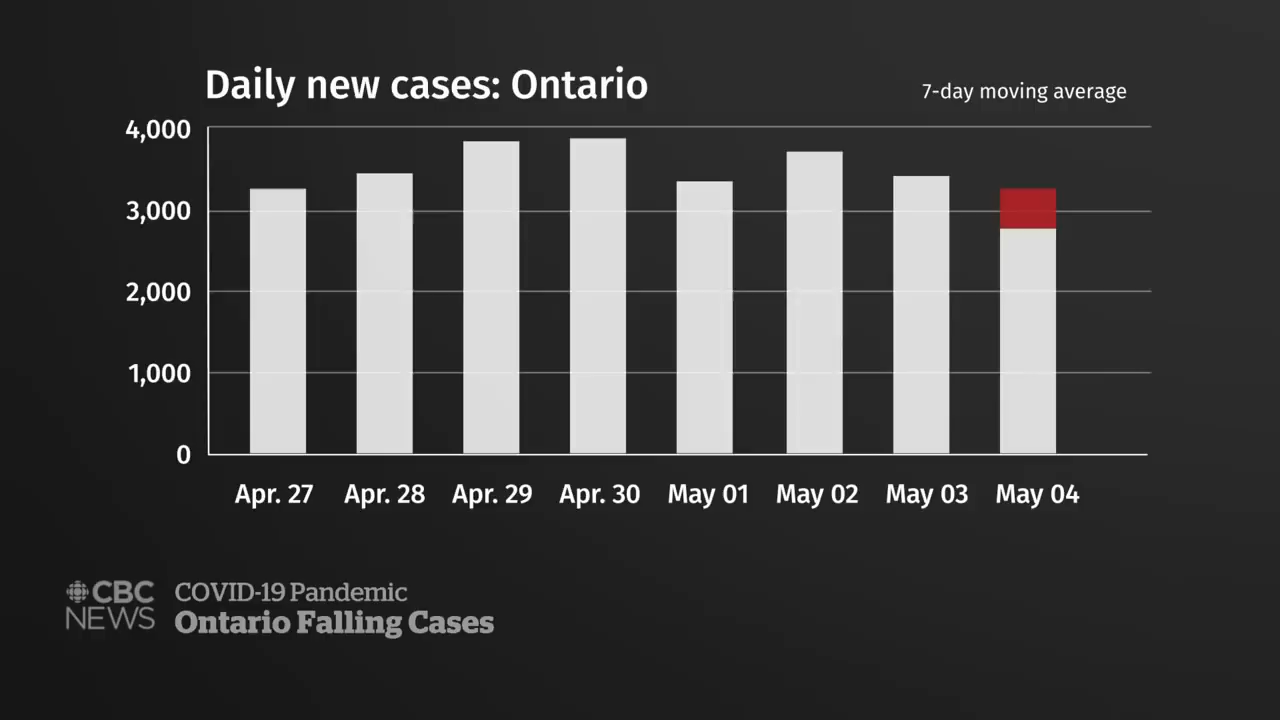 Daily new cases: Ontario
7-day moving average
4,000
3,000
2,000
1,000
0
Apr. 27 Apr. 28 Apr. 29 Apr. 30 May 01 May 02 May 03 May 04
CBC
NEWS
COVID-19 Pandemic
Ontario Falling Cases